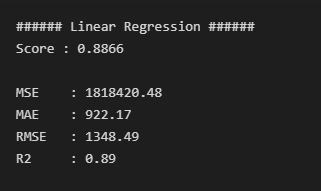 ###### Linear Regression ######
Score : 0.8866
MSE : 1818420.48
MAE : 922.17
RMSE : 1348.49
R2 : 0.89